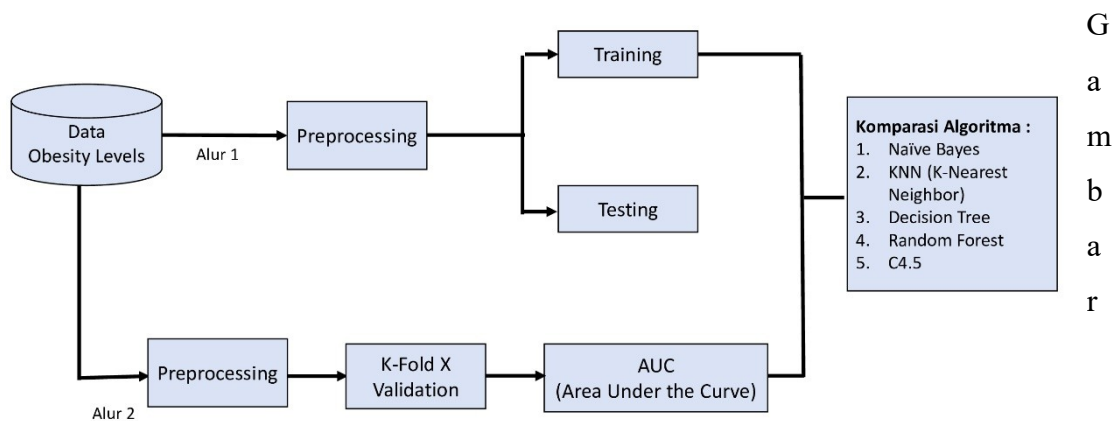 Data
Obesity Levels
Alur 1
Preprocessing
Training
Testing
Komparasi Algoritma :
1. Naïve Bayes
2. KNN (K-Nearest
Neighbor)
3. Decision Tree
4. Random Forest
5. C4.5
Alur 2
Preprocessing
K-Fold X
Validation
AUC
(Area Under the Curve)
G
a
m
b
a
r